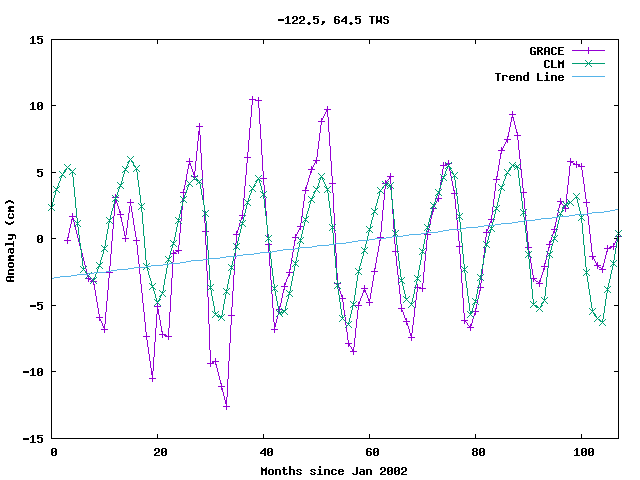 -122.5, 64.5 TWS
GRACE
CLM
Trend Line
15
10
5
0
-5
-10
-15
Anomaly (cm)
0 20 40 60 80 100
Months since Jan 2002